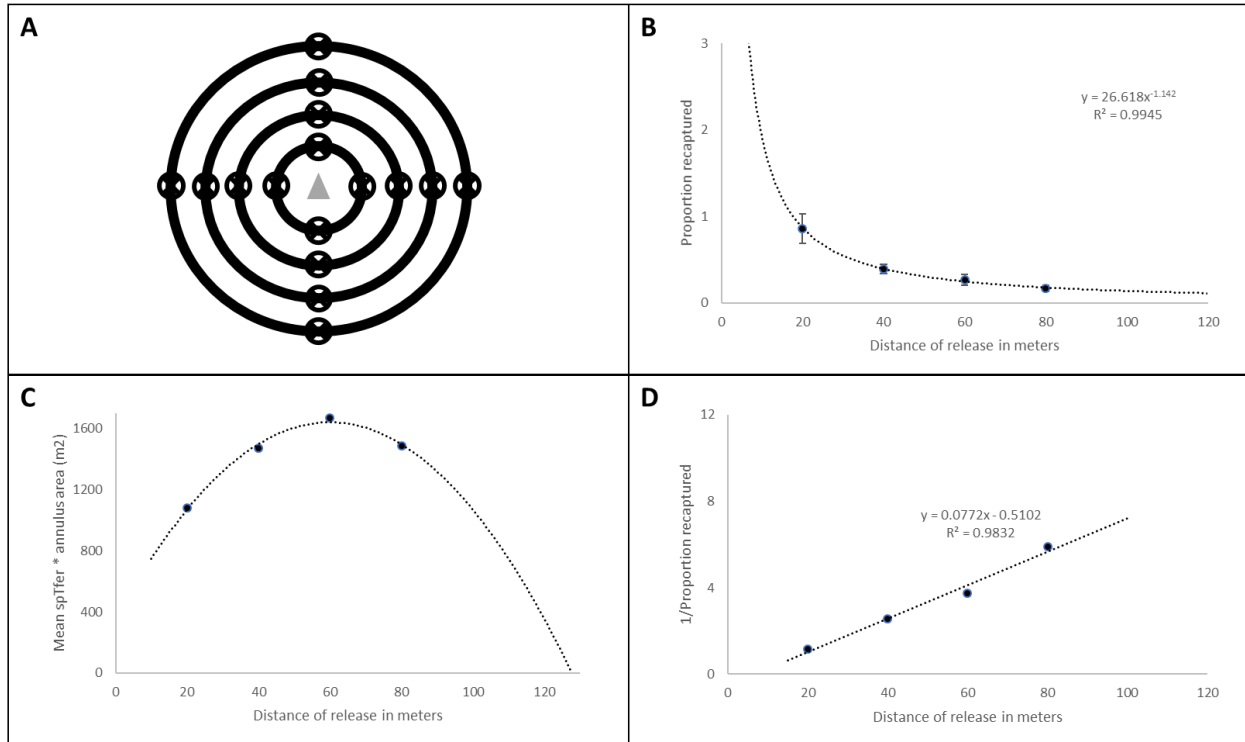 A
B
Proportion recaptured
3
2
1
0
y = 26.618x-1.142
R² = 0.9945
0 20 40 60 80 100 120
Distance of release in meters
C
Mean spTfer * annulus area (m2)
1600
1200
800
400
0
0 20 40 60 80 100 120
Distance of release in meters
D
1/Proportion recaptured
12
8
4
0
y = 0.0772x - 0.5102
R² = 0.9832
0 20 40 60 80 100 120
Distance of release in meters